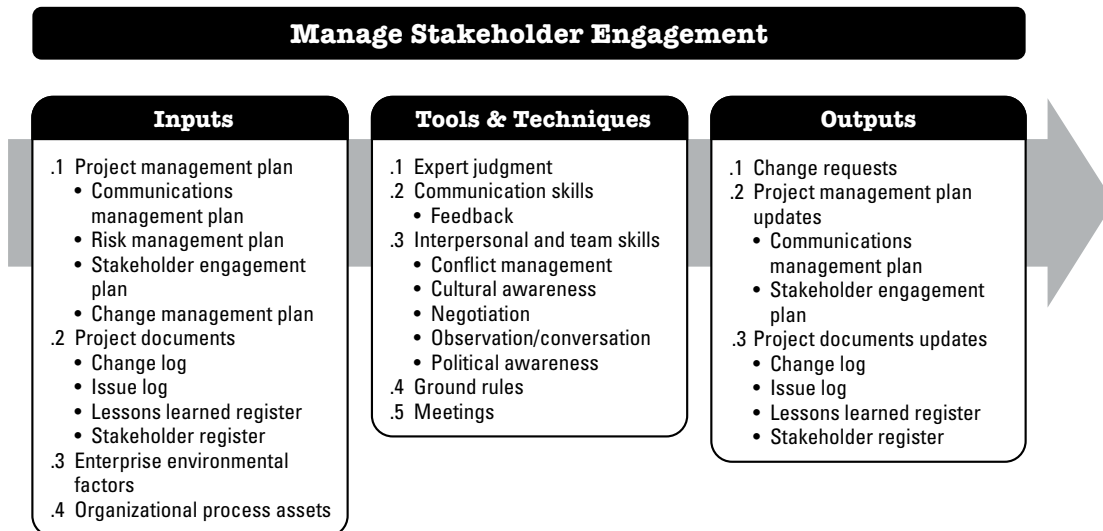 Manage Stakeholder Engagement
Inputs
.1 Project management plan
• Communications
management plan
• Risk management plan
• Stakeholder engagement
plan
• Change management plan
.2 Project documents
• Change log
• Issue log
• Lessons learned register
• Stakeholder register
.3 Enterprise environmental
factors
.4 Organizational process assets
Tools & Techniques
.1 Expert judgment
.2 Communication skills
• Feedback
.3 Interpersonal and team skills
• Conflict management
• Cultural awareness
• Negotiation
• Observation/conversation
• Political awareness
.4 Ground rules
.5 Meetings
Outputs
.1 Change requests
.2 Project management plan
updates
• Communications
management plan
• Stakeholder engagement
plan
.3 Project documents updates
• Change log
• Issue log
• Lessons learned register
• Stakeholder register